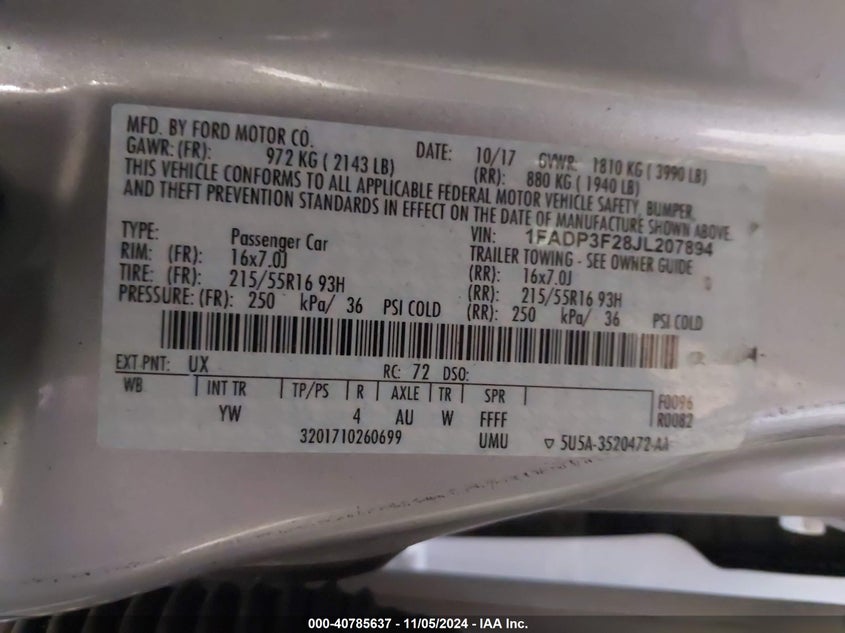 MFD. BY FORD MOTOR CO. DATE: 10/17 GVWR: 1810 KG ( 3990 LB)
GAWR: (FR): 972 KG ( 2143 LB) (RR): 880 KG ( 1940 LB)
THIS VEHICLE CONFORMS TO ALL APPLICABLE FEDERAL MOTOR VEHICLE SAFETY, BUMPER,
AND THEFT PREVENTION STANDARDS IN EFFECT ON THE DATE OF MANUFACTURE SHOWN ABOVE.
VIN: 1FADP3F28JL207894
TYPE: Passenger Car TRAILER TOWING - SEE OWNER GUIDE
RIM: (FR): 16x7.0J (RR): 16x7.0J
TIRE: (FR): 215/55R16 93H (RR): 215/55R16 93H
PRESSURE: (FR): 250 kPa/ 36 PSI COLD (RR): 250 kPa/ 36 PSI COLD
EXT PNT: UX RC: 72 DSO:
WB INT TR TP/PS R AXLE TR SPR F0096
YW 4 AU W FFFF R0082
3201710260699 UMU ▽ 5U5A-3520472-AA
000-40785637 - 11/05/2024 - IAA Inc.